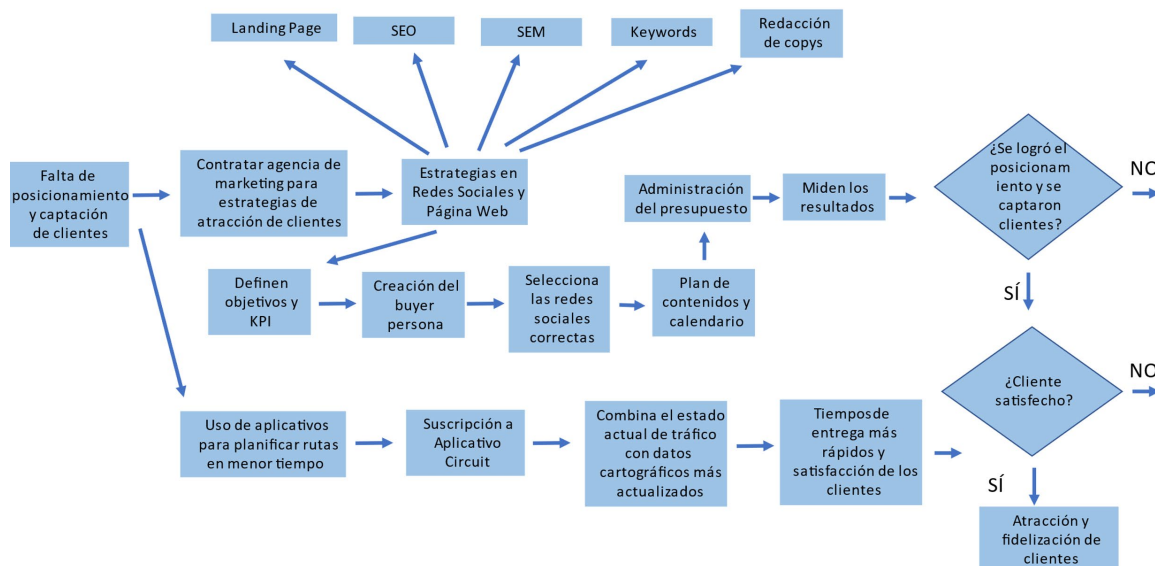 Landing Page
SEO
SEM
Keywords
Redacción
de copys
Falta de
posicionamiento
y captación
de clientes
Contratar agencia de
marketing para
estrategias de
atracción de clientes
Estrategias en
Redes Sociales y
Página Web
Administración
del presupuesto
Miden los
resultados
¿Se logró el
posicionam
iento y se
captaron
clientes?
NO
Definen
objetivos y
KPI
Creación del
buyer
persona
Selecciona
las redes
sociales
correctas
Plan de
contenidos y
calendario
SÍ
¿Cliente
satisfecho?
NO
Uso de aplicativos
para planificar rutas
en menor tiempo
Suscripción a
Aplicativo
Circuit
Combina el estado
actual de tráfico
con datos
cartográficos más
actualizados
Tiempos de
entrega más
rápidos y
satisfacción de los
clientes
SÍ
Atracción y
fidelización de
clientes